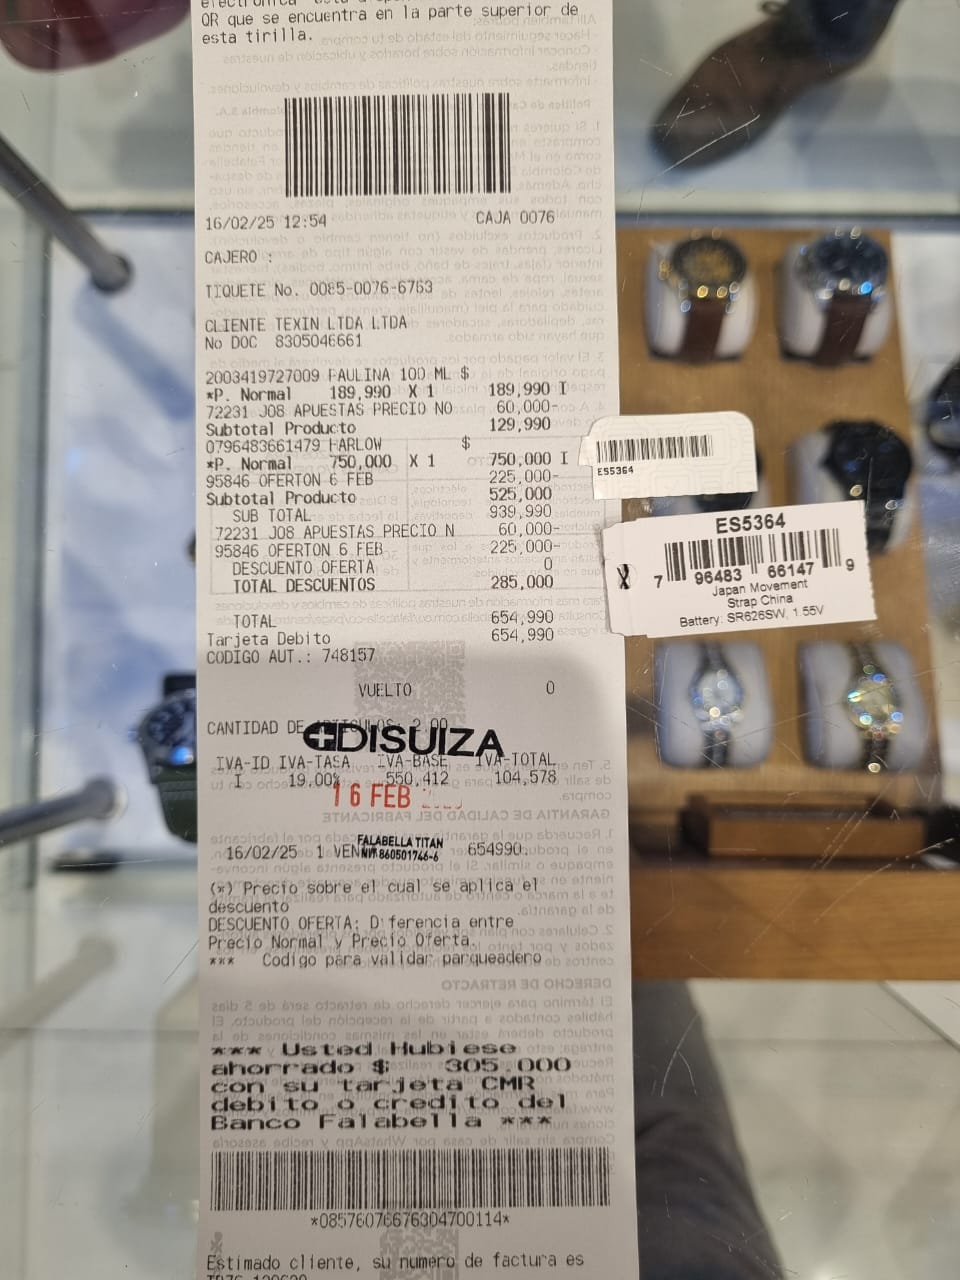 QR que se encuentra en la parte superior de
esta tirilla.
16/02/25 12:54 CAJA 0076
CAJERO :
TIQUETE No. 0085-0076-6763
CLIENTE TEXIN LTDA LTDA
No DOC 8305046661
2003419727009 PAULINA 100 ML $
*P. Normal 189,990 X 1 189,990 I
72231 J08 APUESTAS PRECIO NO 60,000-
Subtotal Producto 129,990
0796483661479 HARLOW $
*P. Normal 750,000 X 1 750,000 I
95846 OFERTON 6 FEB 225,000-
Subtotal Producto 525,000
SUB TOTAL 939,990
72231 J08 APUESTAS PRECIO N 60,000-
95846 OFERTON 6 FEB 225,000-
DESCUENTO OFERTA 0
TOTAL DESCUENTOS 285,000
TOTAL 654,990
Tarjeta Debito 654,990
CODIGO AUT.: 748157
VUELTO 0
CANTIDAD DE ARTICULOS: 2.00
DISUIZA
IVA-ID IVA-TASA IVA-BASE IVA-TOTAL
I 19.00% 550,412 104,578
16 FEB
FALABELLA TITAN
NIT 860501746-6
16/02/25 1 VEN 654990
(*) Precio sobre el cual se aplica el
descuento
DESCUENTO OFERTA: Diferencia entre
Precio Normal y Precio Oferta.
*** Codigo para validar parqueadero
*** Usted Hubiese
ahorrado $ 305.000
con su tarjeta CMR
debito o credito del
Banco Falabella ***
*08576076676304700114*
Estimado cliente, su numero de factura es
ES5364
ES5364
7 96483 66147 9
Japan Movement
Strap China
Battery: SR626SW, 1 55V